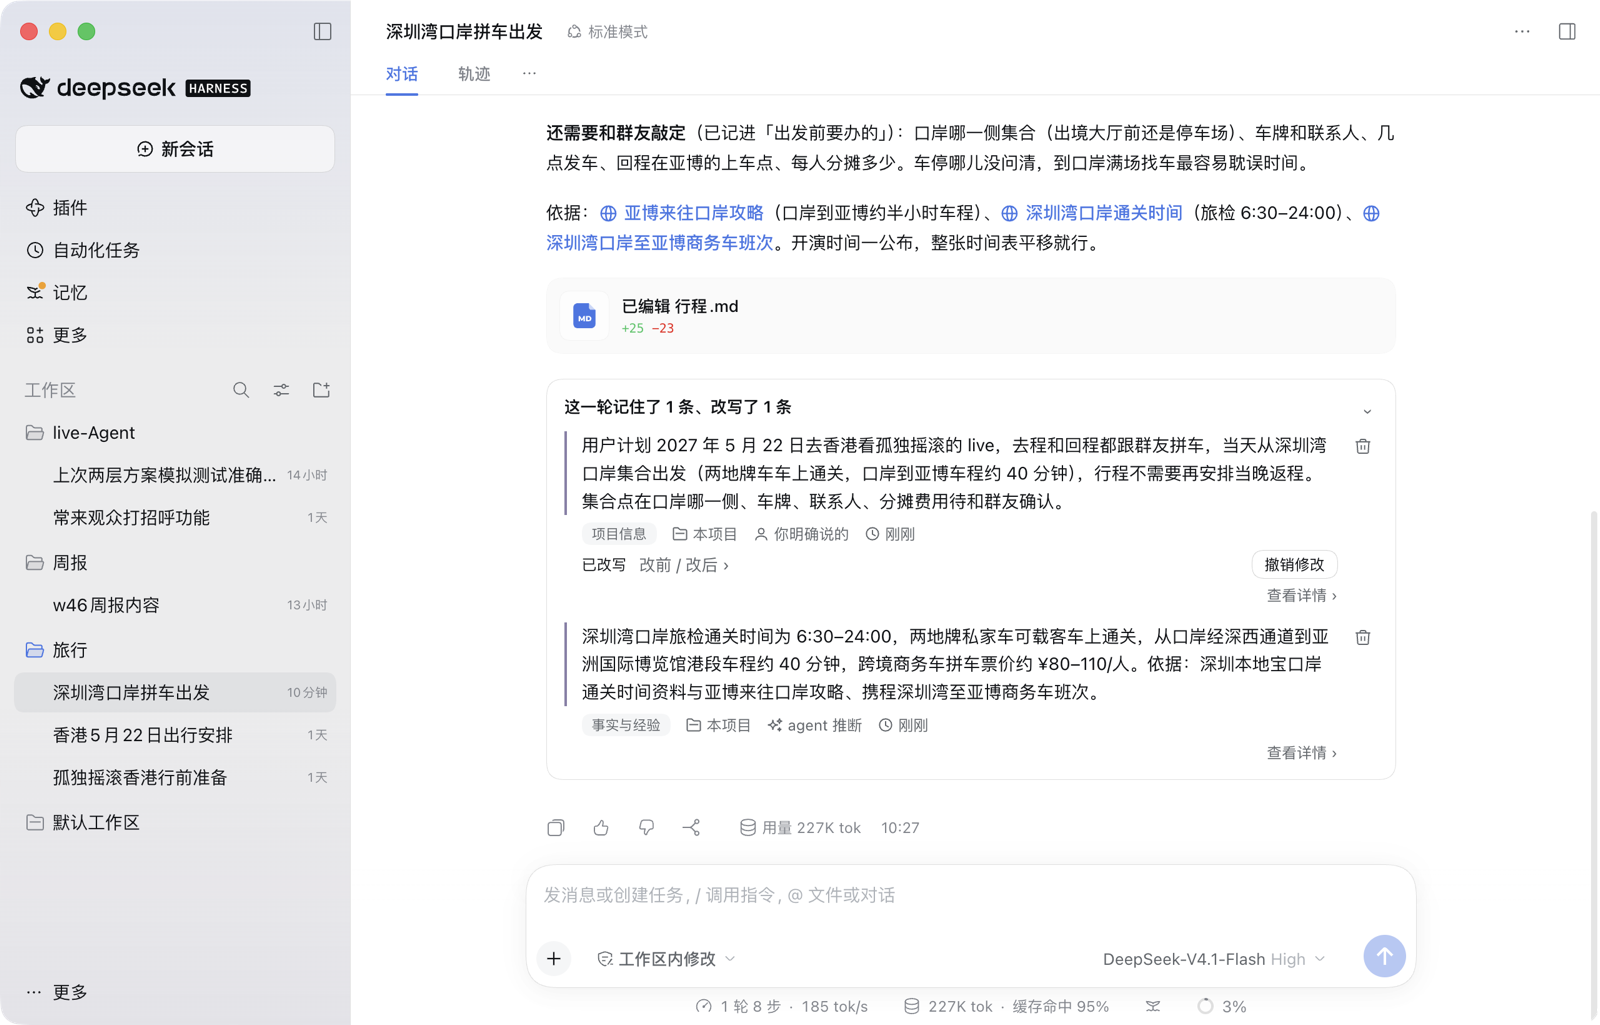 deepseek HARNESS
新会话
插件
自动化任务
记忆
更多
工作区
live-Agent
上次两层方案模拟测试准确... 14小时
常来观众打招呼功能 1天
周报
w46周报内容 13小时
旅行
深圳湾口岸拼车出发 10分钟
香港5月22日出行安排 1天
孤独摇滚香港行前准备 1天
默认工作区
... 更多
深圳湾口岸拼车出发 标准模式
对话 轨迹 ...
还需要和群友敲定（已记进「出发前要办的」）：口岸哪一侧集合（出境大厅前还是停车场）、车牌和联系人、几
点发车、回程在亚博的上车点、每人分摊多少。车停哪儿没问清，到口岸满场找车最容易耽误时间。
依据： 亚博来往口岸攻略（口岸到亚博约半小时车程）、 深圳湾口岸通关时间（旅检 6:30–24:00）、
深圳湾口岸至亚博商务车班次。开演时间一公布，整张时间表平移就行。
MD
已编辑 行程.md
+25 −23
这一轮记住了 1 条、改写了 1 条
用户计划 2027 年 5 月 22 日去香港看孤独摇滚的 live，去程和回程都跟群友拼车，当天从深圳湾
口岸集合出发（两地牌车车上通关，口岸到亚博车程约 40 分钟），行程不需要再安排当晚返程。
集合点在口岸哪一侧、车牌、联系人、分摊费用待和群友确认。
项目信息 本项目 你明确说的 刚刚
已改写 改前 / 改后 › 撤销修改
查看详情 ›
深圳湾口岸旅检通关时间为 6:30–24:00，两地牌私家车可载客车上通关，从口岸经深西通道到亚
洲国际博览馆港段车程约 40 分钟，跨境商务车拼车票价约 ¥80–110/人。依据：深圳本地宝口岸
通关时间资料与亚博来往口岸攻略、携程深圳湾至亚博商务车班次。
事实与经验 本项目 agent 推断 刚刚
查看详情 ›
用量 227K tok 10:27
发消息或创建任务, / 调用指令, @ 文件或对话
工作区内修改 DeepSeek-V4.1-Flash High
1 轮 8 步 · 185 tok/s 227K tok · 缓存命中 95% 3%